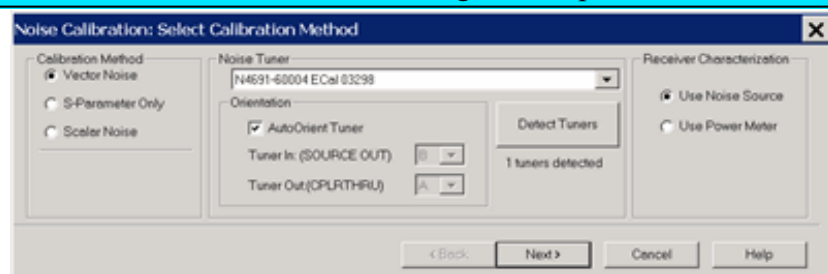 Noise Calibration: Select Calibration Method
Calibration Method
Vector Noise
S-Parameter Only
Scaler Noise
Noise Tuner
N4691-60004 ECal 03298
Orientation
AutoOrient Tuner
Tuner In: (SOURCE OUT)
B
Tuner Out:(CPLRTHRU)
A
Detect Tuners
1 tuners detected
Receiver Characterization
Use Noise Source
Use Power Meter
<Back
Next>
Cancel
Help